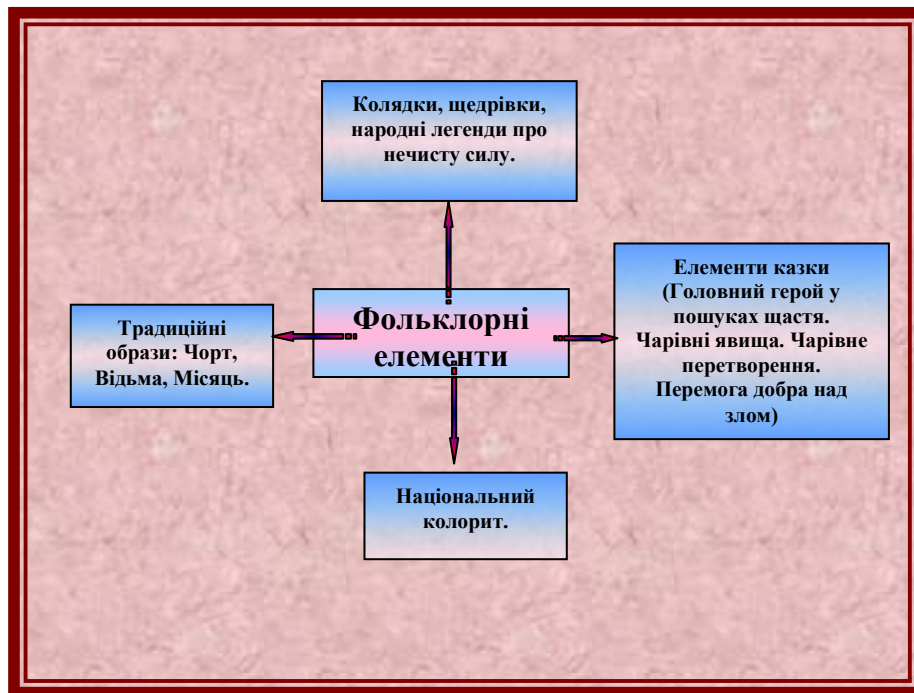 Колядки, щедрівки,
народні легенди про
нечисту силу.
Традиційні
образи: Чорт,
Відьма, Місяць.
Фольклорні
елементи
Елементи казки
(Головний герой у
пошуках щастя.
Чарівні явища. Чарівне
перетворення.
Перемога добра над
злом)
Національний
колорит.